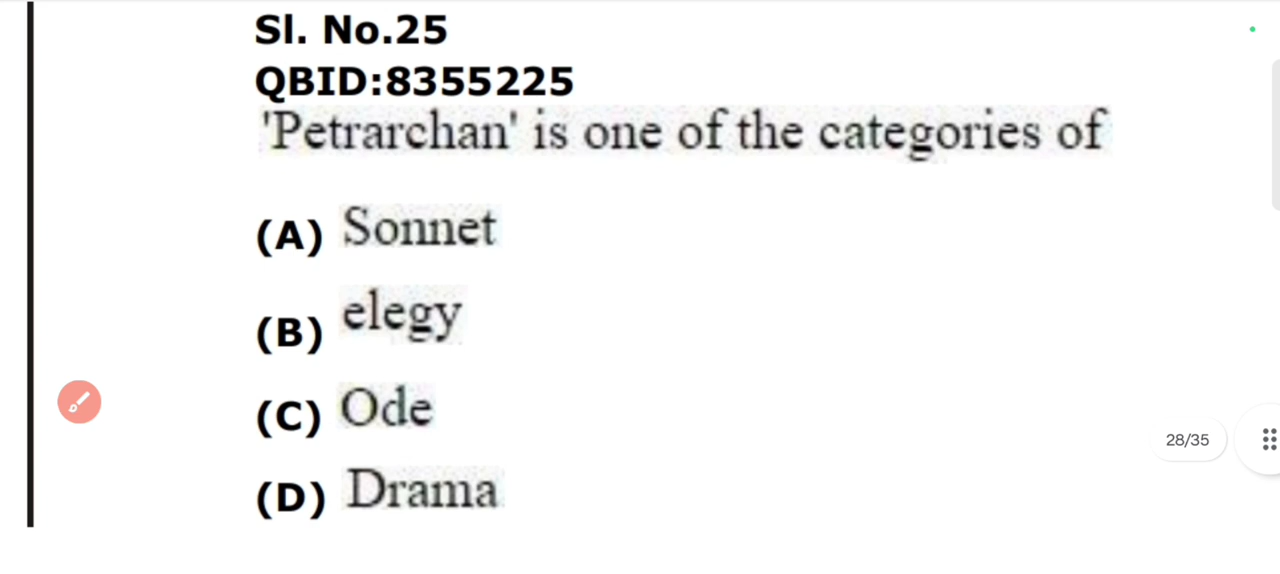 Sl. No.25
QBID:8355225
'Petrarchan' is one of the categories of
(A) Sonnet
(B) elegy
(C) Ode
28/35
(D) Drama